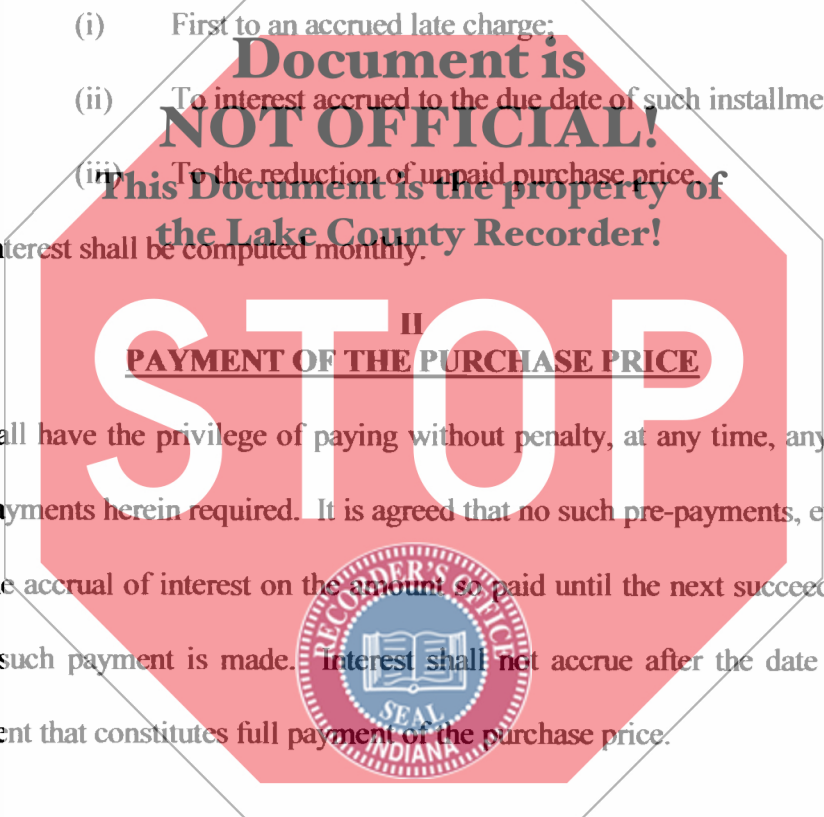 (i) First to an accrued late charge;
Document is
(ii) To interest accrued to the due date of such installme
NOT OFFICIAL!
(iii) To the reduction of unpaid purchase price.
This Document is the property of
the Lake County Recorder!
terest shall be computed monthly.
STOP
II
PAYMENT OF THE PURCHASE PRICE
all have the privilege of paying without penalty, at any time, any
ayments herein required. It is agreed that no such pre-payments, e
e accrual of interest on the amount so paid until the next succeed
RECORDER'S OFFICE
such payment is made. Interest shall not accrue after the date
SEAL
INDIANA
ent that constitutes full payment of the purchase price.